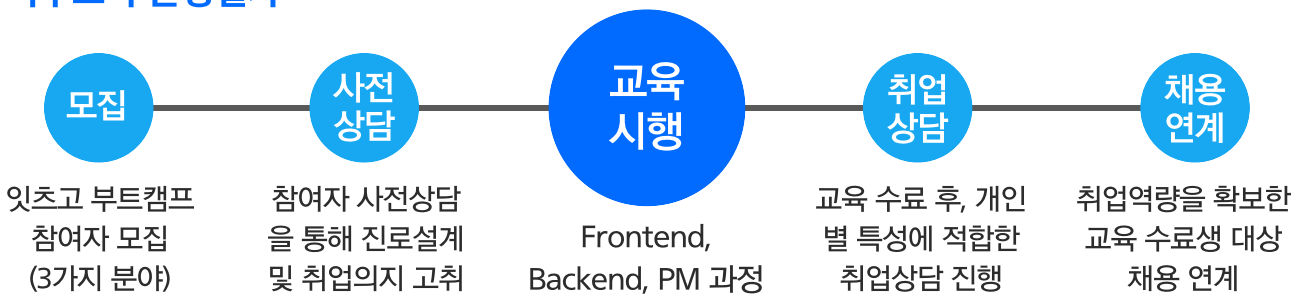 모집
사전
상담
교육
시행
취업
상담
채용
연계
잇츠고 부트캠프
참여자 모집
(3가지 분야)
참여자 사전상담
을 통해 진로설계
및 취업의지 고취
Frontend,
Backend, PM 과정
교육 수료 후, 개인
별 특성에 적합한
취업상담 진행
취업역량을 확보한
교육 수료생 대상
채용 연계